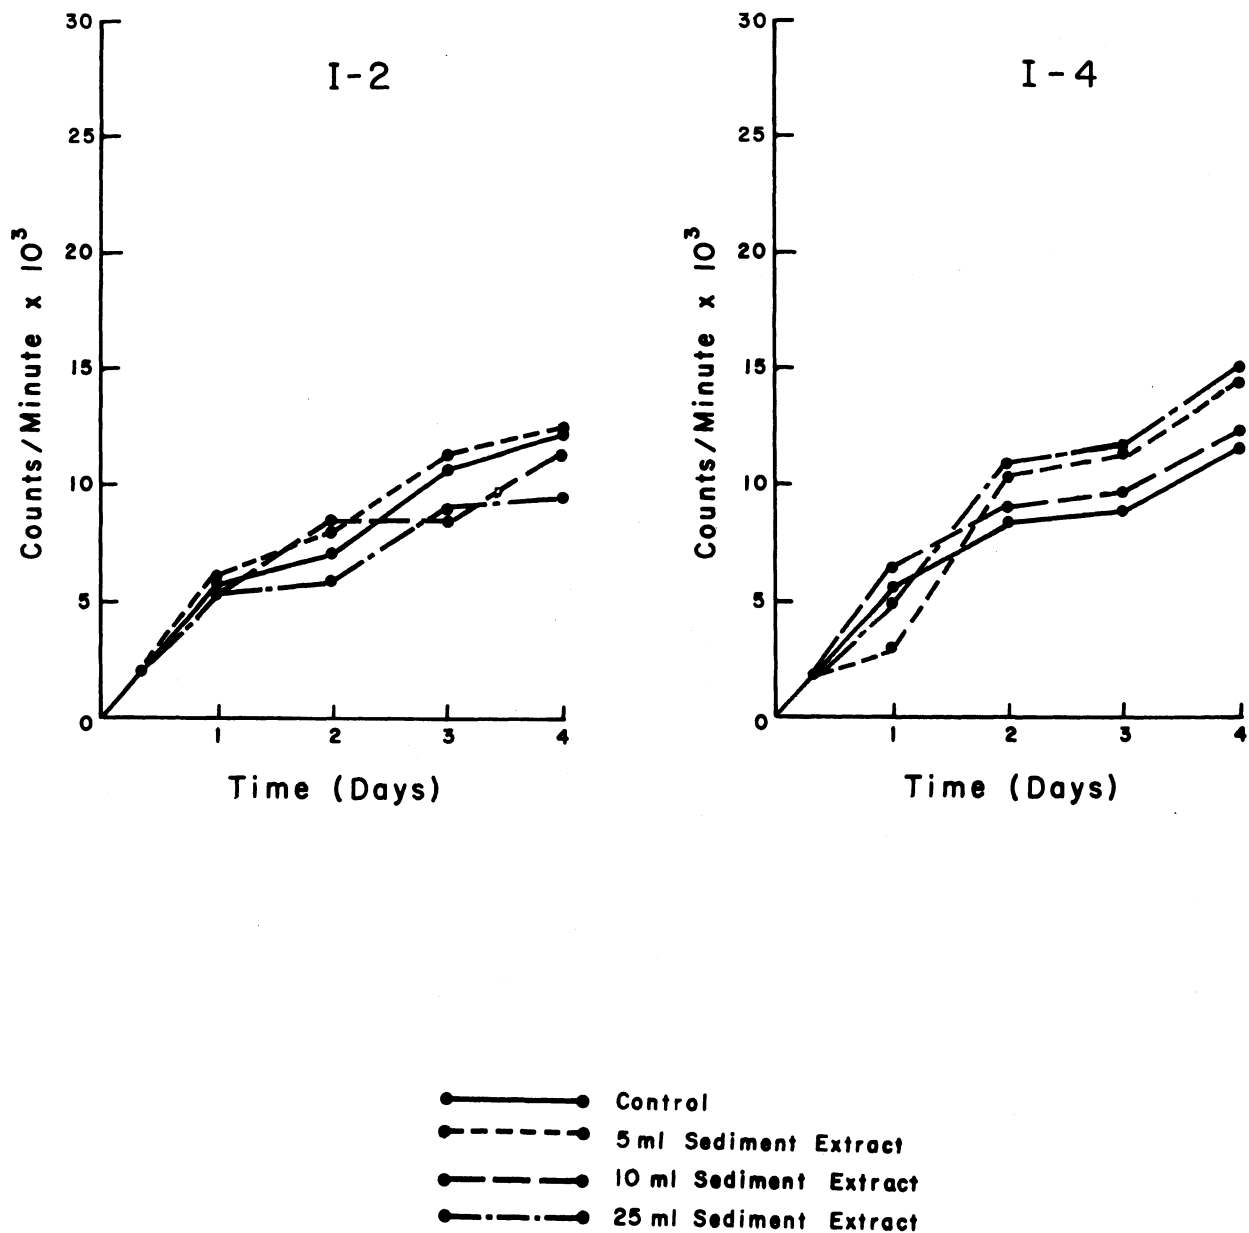 I-2
30
25
20
15
10
5
0
Counts/Minute x 10³
1 2 3 4
Time (Days)
I-4
30
25
20
15
10
5
0
Counts/Minute x 10³
1 2 3 4
Time (Days)
Control
5 ml Sediment Extract
10 ml Sediment Extract
25 ml Sediment Extract